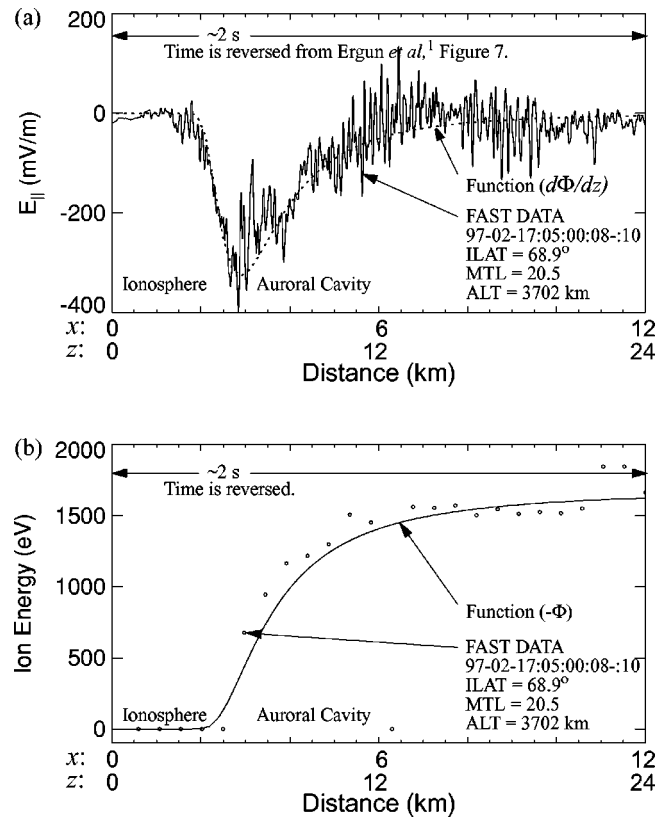 (a)
~2 s
Time is reversed from Ergun et al,1 Figure 7.
0
-200
-400
E|| (mV/m)
Function (dΦ/dz)
FAST DATA
97-02-17:05:00:08-:10
ILAT = 68.9°
MTL = 20.5
ALT = 3702 km
Ionosphere
Auroral Cavity
x: 0 6 12
z: 0 12 24
Distance (km)
(b)
2000
1500
1000
500
0
Ion Energy (eV)
~2 s
Time is reversed.
Function (-Φ)
FAST DATA
97-02-17:05:00:08-:10
ILAT = 68.9°
MTL = 20.5
ALT = 3702 km
Ionosphere
Auroral Cavity
x: 0 6 12
z: 0 12 24
Distance (km)